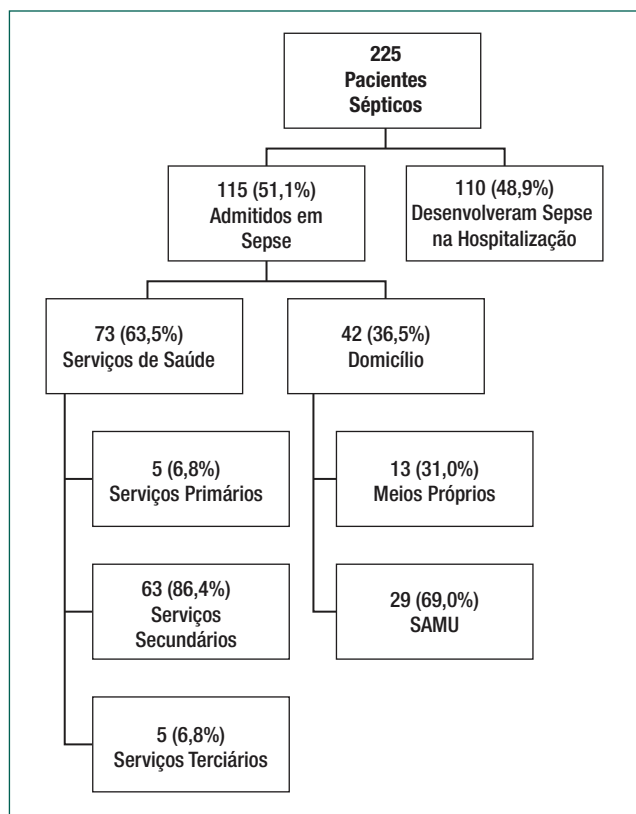 225
Pacientes
Sépticos
115 (51,1%)
Admitidos em
Sepse
110 (48,9%)
Desenvolveram Sepse
na Hospitalização
73 (63,5%)
Serviços de Saúde
42 (36,5%)
Domicílio
5 (6,8%)
Serviços Primários
13 (31,0%)
Meios Próprios
63 (86,4%)
Serviços
Secundários
29 (69,0%)
SAMU
5 (6,8%)
Serviços Terciários